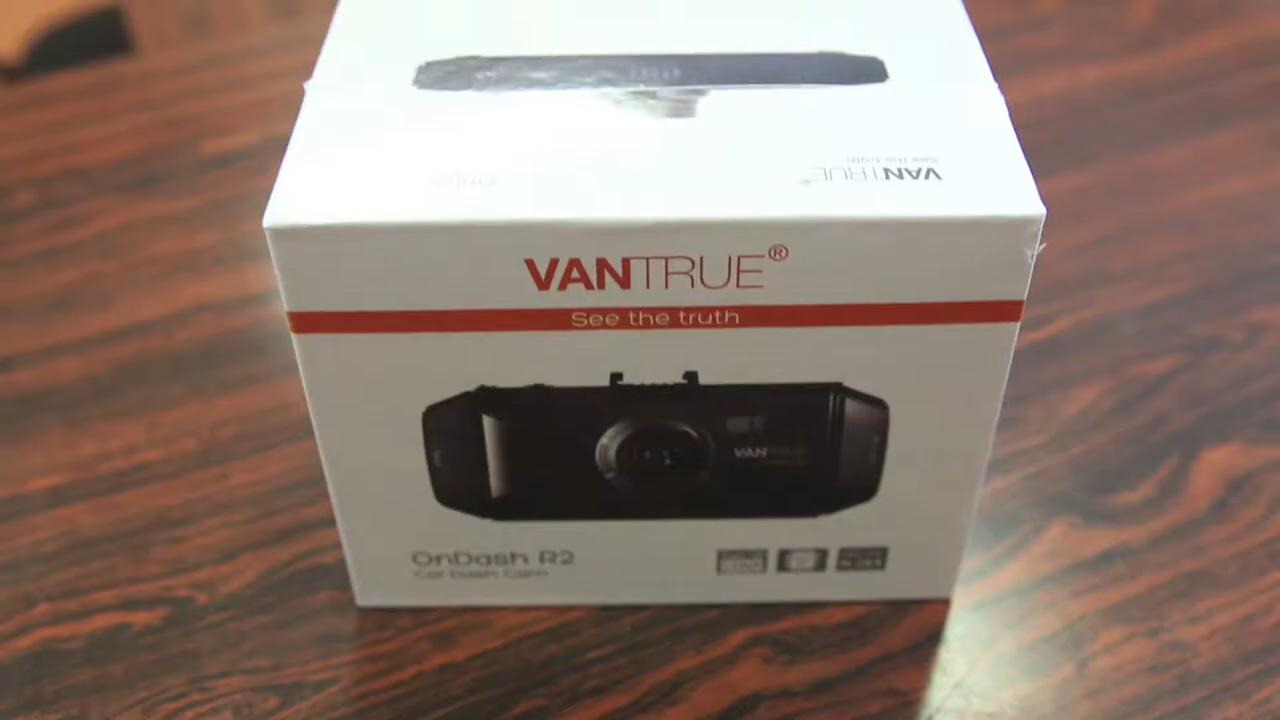 See the truth
VANTRUE®
VANTRUE®
See the truth
VANTRUE
OnDash R2
Car Dash Cam